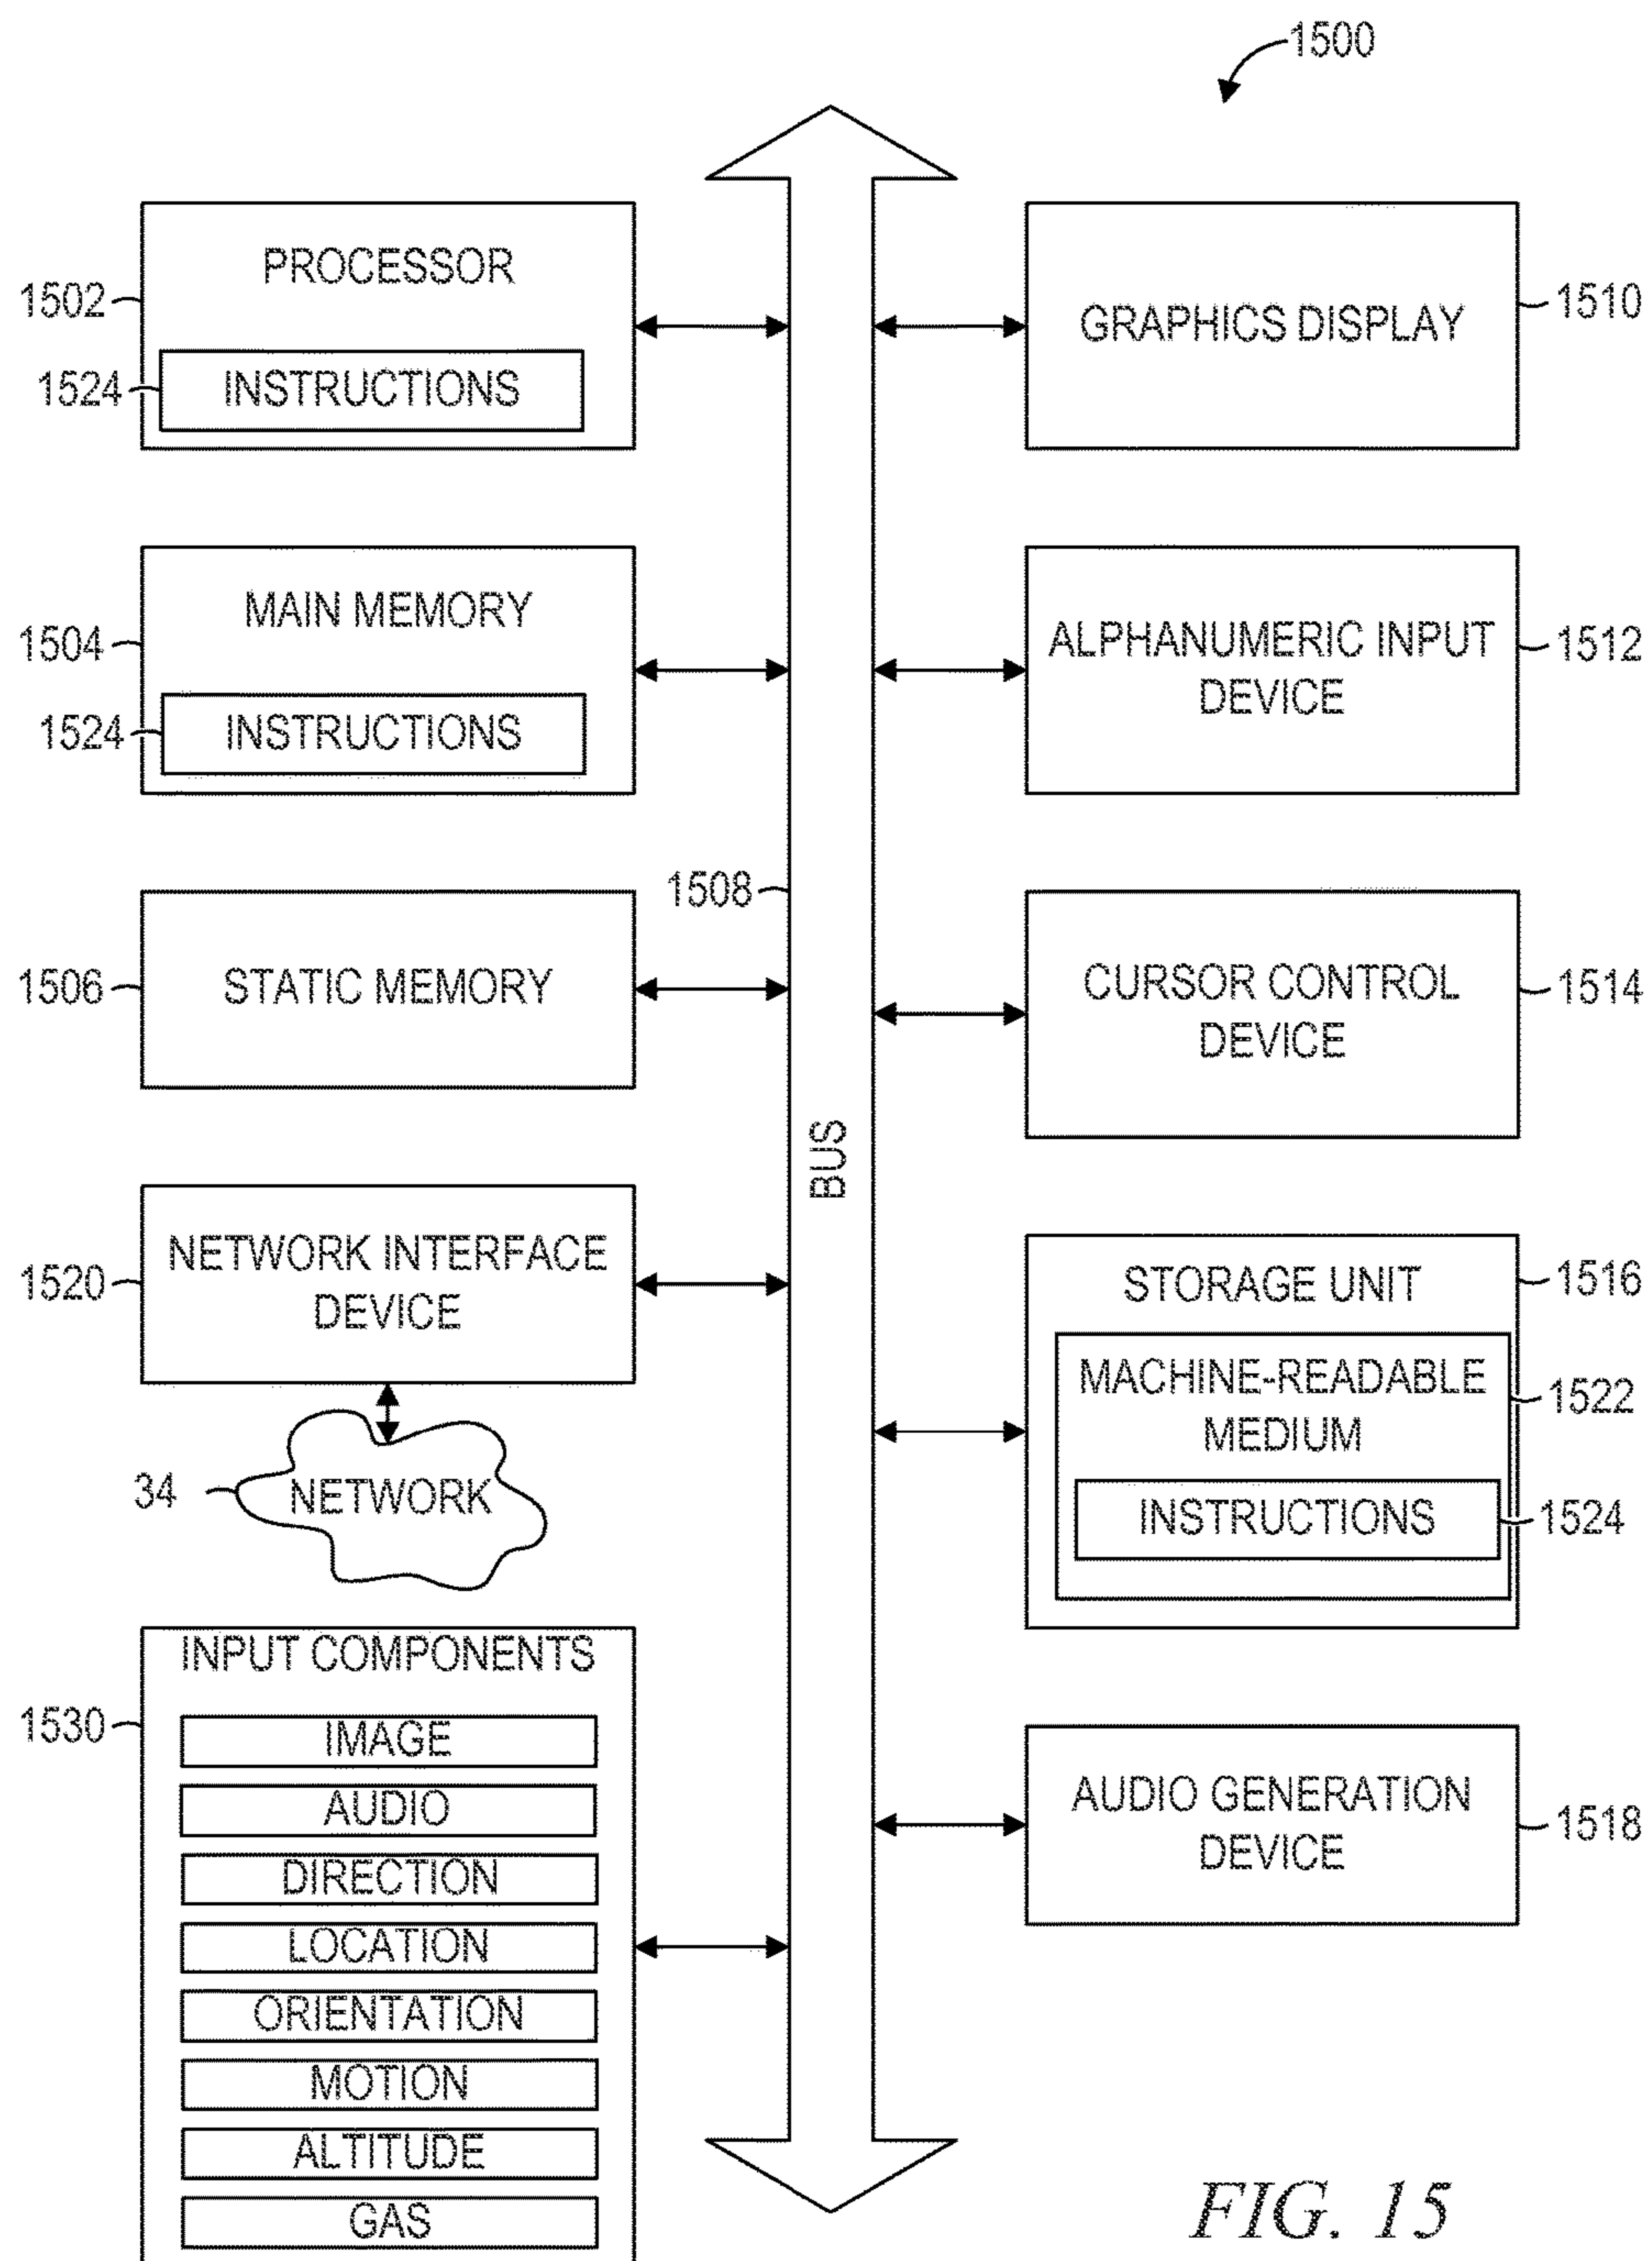 1500
PROCESSOR
1502
1524
INSTRUCTIONS
MAIN MEMORY
1504
1524
INSTRUCTIONS
1506
STATIC MEMORY
1508
BUS
NETWORK INTERFACE
DEVICE
1520
34
NETWORK
INPUT COMPONENTS
1530
IMAGE
AUDIO
DIRECTION
LOCATION
ORIENTATION
MOTION
ALTITUDE
GAS
GRAPHICS DISPLAY
1510
ALPHANUMERIC INPUT
DEVICE
1512
CURSOR CONTROL
DEVICE
1514
STORAGE UNIT
1516
MACHINE-READABLE
MEDIUM
1522
INSTRUCTIONS
1524
AUDIO GENERATION
DEVICE
1518
FIG. 15